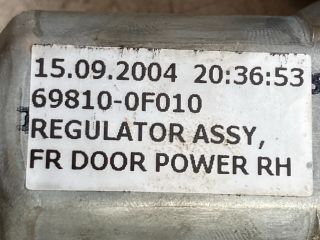 15.09.2004 20:36:53
69810-0F010
REGULATOR ASSY,
FR DOOR POWER RH